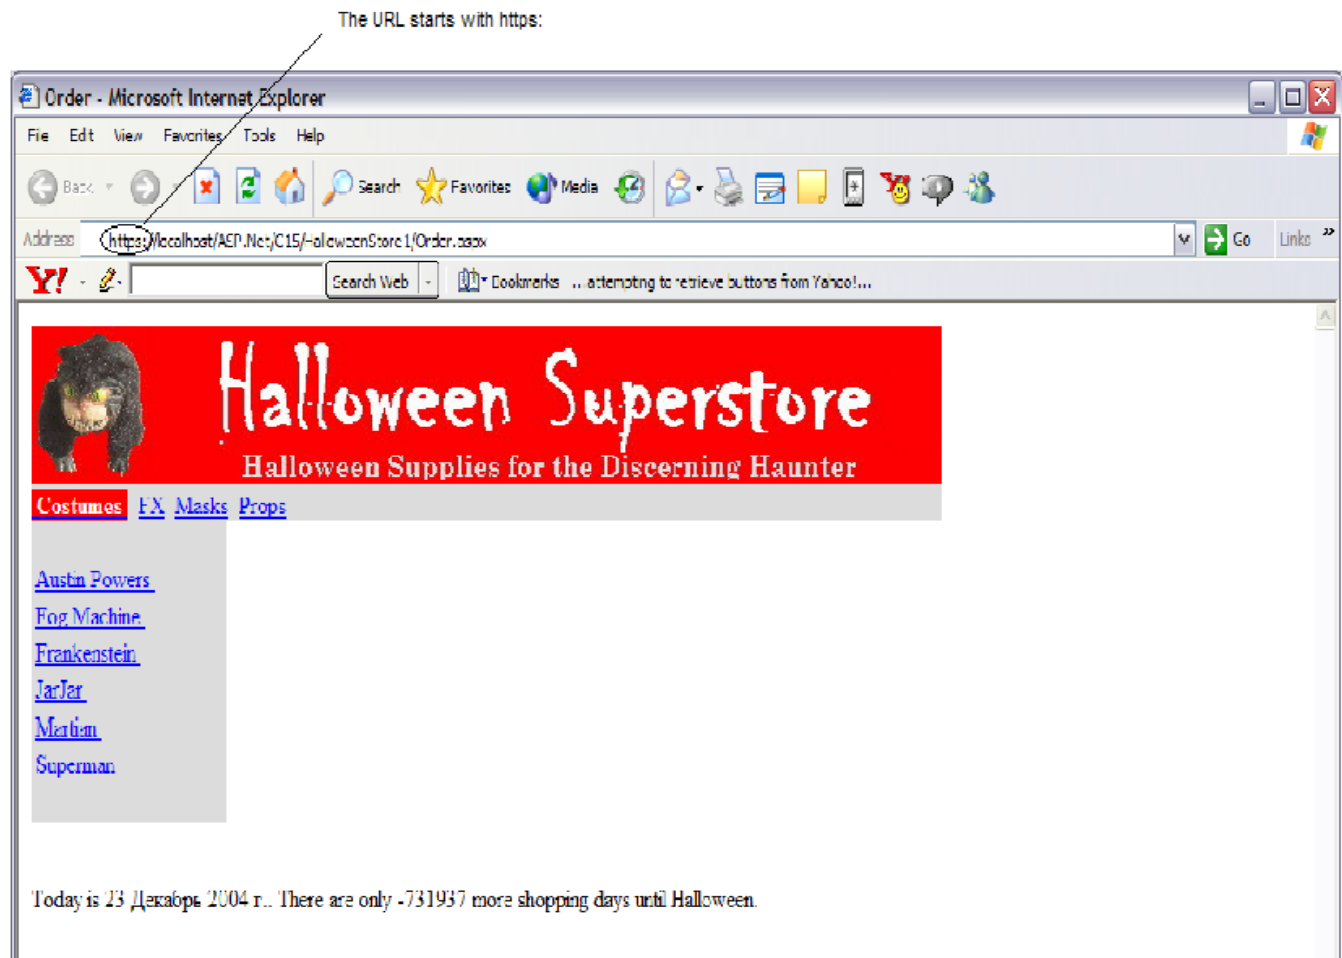 The URL starts with https:
Order - Microsoft Internet Explorer
File Edit View Favorites Tools Help
Back Search Favorites Media
Address https://localhost/ASP.Net/C15/HalloweenStore1/Order.aspx Go Links »
Y! Search Web Bookmarks ...attempting to retrieve buttons from Yahoo!...
Halloween Superstore
Halloween Supplies for the Discerning Haunter
Costumes FX Masks Props
Austin Powers
Fog Machine
Frankenstein
JarJar
Martian
Superman
Today is 23 Декабрь 2004 г.. There are only -731937 more shopping days until Halloween.